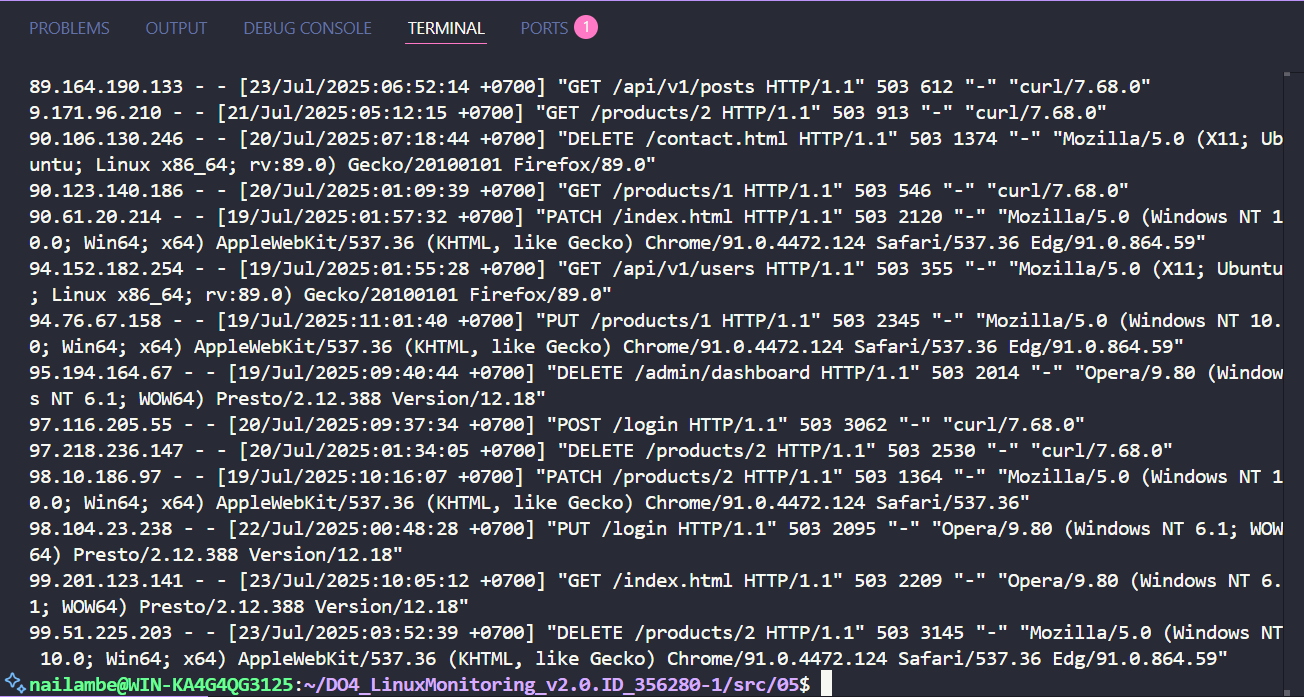 PROBLEMS OUTPUT DEBUG CONSOLE TERMINAL PORTS 1
89.164.190.133 - - [23/Jul/2025:06:52:14 +0700] "GET /api/v1/posts HTTP/1.1" 503 612 "-" "curl/7.68.0"
9.171.96.210 - - [21/Jul/2025:05:12:15 +0700] "GET /products/2 HTTP/1.1" 503 913 "-" "curl/7.68.0"
90.106.130.246 - - [20/Jul/2025:07:18:44 +0700] "DELETE /contact.html HTTP/1.1" 503 1374 "-" "Mozilla/5.0 (X11; Ub
untu; Linux x86_64; rv:89.0) Gecko/20100101 Firefox/89.0"
90.123.140.186 - - [20/Jul/2025:01:09:39 +0700] "GET /products/1 HTTP/1.1" 503 546 "-" "curl/7.68.0"
90.61.20.214 - - [19/Jul/2025:01:57:32 +0700] "PATCH /index.html HTTP/1.1" 503 2120 "-" "Mozilla/5.0 (Windows NT 1
0.0; Win64; x64) AppleWebKit/537.36 (KHTML, like Gecko) Chrome/91.0.4472.124 Safari/537.36 Edg/91.0.864.59"
94.152.182.254 - - [19/Jul/2025:01:55:28 +0700] "GET /api/v1/users HTTP/1.1" 503 355 "-" "Mozilla/5.0 (X11; Ubuntu
; Linux x86_64; rv:89.0) Gecko/20100101 Firefox/89.0"
94.76.67.158 - - [19/Jul/2025:11:01:40 +0700] "PUT /products/1 HTTP/1.1" 503 2345 "-" "Mozilla/5.0 (Windows NT 10.
0; Win64; x64) AppleWebKit/537.36 (KHTML, like Gecko) Chrome/91.0.4472.124 Safari/537.36 Edg/91.0.864.59"
95.194.164.67 - - [19/Jul/2025:09:40:44 +0700] "DELETE /admin/dashboard HTTP/1.1" 503 2014 "-" "Opera/9.80 (Window
s NT 6.1; WOW64) Presto/2.12.388 Version/12.18"
97.116.205.55 - - [20/Jul/2025:09:37:34 +0700] "POST /login HTTP/1.1" 503 3062 "-" "curl/7.68.0"
97.218.236.147 - - [20/Jul/2025:01:34:05 +0700] "DELETE /products/2 HTTP/1.1" 503 2530 "-" "curl/7.68.0"
98.10.186.97 - - [19/Jul/2025:10:16:07 +0700] "PATCH /products/2 HTTP/1.1" 503 1364 "-" "Mozilla/5.0 (Windows NT 1
0.0; Win64; x64) AppleWebKit/537.36 (KHTML, like Gecko) Chrome/91.0.4472.124 Safari/537.36"
98.104.23.238 - - [22/Jul/2025:00:48:28 +0700] "PUT /login HTTP/1.1" 503 2095 "-" "Opera/9.80 (Windows NT 6.1; WOW
64) Presto/2.12.388 Version/12.18"
99.201.123.141 - - [23/Jul/2025:10:05:12 +0700] "GET /index.html HTTP/1.1" 503 2209 "-" "Opera/9.80 (Windows NT 6.
1; WOW64) Presto/2.12.388 Version/12.18"
99.51.225.203 - - [23/Jul/2025:03:52:39 +0700] "DELETE /products/2 HTTP/1.1" 503 3145 "-" "Mozilla/5.0 (Windows NT
10.0; Win64; x64) AppleWebKit/537.36 (KHTML, like Gecko) Chrome/91.0.4472.124 Safari/537.36 Edg/91.0.864.59"
nailambe@WIN-KA4G4QG3125:~/DO4_LinuxMonitoring_v2.0.ID_356280-1/src/05$